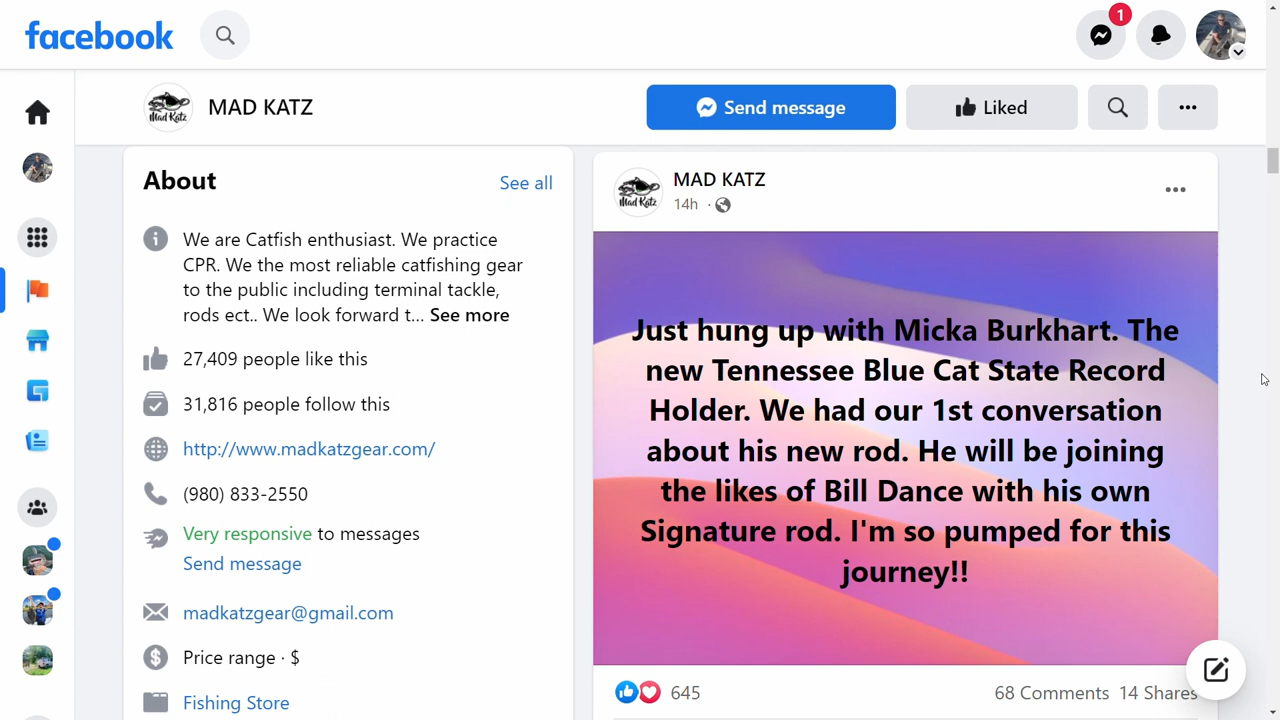 facebook
1
MAD KATZ
Send message
Liked
About
See all
We are Catfish enthusiast. We practice
CPR. We the most reliable catfishing gear
to the public including terminal tackle,
rods ect.. We look forward t... See more
27,409 people like this
31,816 people follow this
http://www.madkatzgear.com/
(980) 833-2550
Very responsive to messages
Send message
madkatzgear@gmail.com
Price range · $
Fishing Store
Mad Katz
MAD KATZ
14h ·
Just hung up with Micka Burkhart. The
new Tennessee Blue Cat State Record
Holder. We had our 1st conversation
about his new rod. He will be joining
the likes of Bill Dance with his own
Signature rod. I'm so pumped for this
journey!!
645
68 Comments 14 Shares